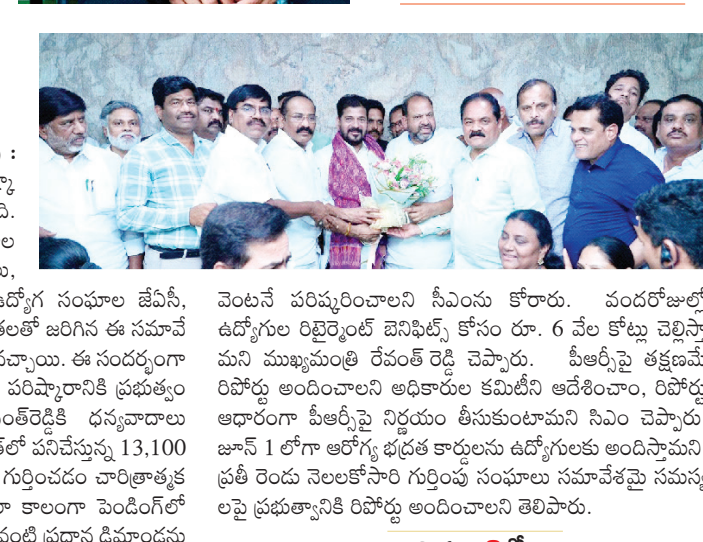 :
ది.
ల
ఉద్యోగ సంఘాల జేఏసీ,
తలతో జరిగిన ఈ సమావే
వచ్చాయి. ఈ సందర్భంగా
పరిష్కారానికి ప్రభుత్వం
ంత్‌రెడ్డికి ధన్యవాదాలు
లో పనిచేస్తున్న 13,100
గుర్తించడం చారిత్రాత్మక
కాలంగా పెండింగ్‌లో
వంటి ప్రధాన డిమాండ్లను
వెంటనే పరిష్కరించాలని సీఎంను కోరారు. వందరోజుల్లో
ఉద్యోగుల రిటైర్మెంట్ బెనిఫిట్స్ కోసం రూ. 6 వేల కోట్లు చెల్లిస్తా
మని ముఖ్యమంత్రి రేవంత్ రెడ్డి చెప్పారు. పీఆర్సీపై తక్షణమే
రిపోర్టు అందించాలని అధికారుల కమిటీని ఆదేశించాం, రిపోర్టు
ఆధారంగా పీఆర్సీపై నిర్ణయం తీసుకుంటామని సిఎం చెప్పారు
జూన్ 1 లోగా ఆరోగ్య భద్రత కార్డులను ఉద్యోగులకు అందిస్తామని
ప్రతీ రెండు నెలలకోసారి గుర్తింపు సంఘాలు సమావేశమై సమస్య
లపై ప్రభుత్వానికి రిపోర్టు అందించాలని తెలిపారు.